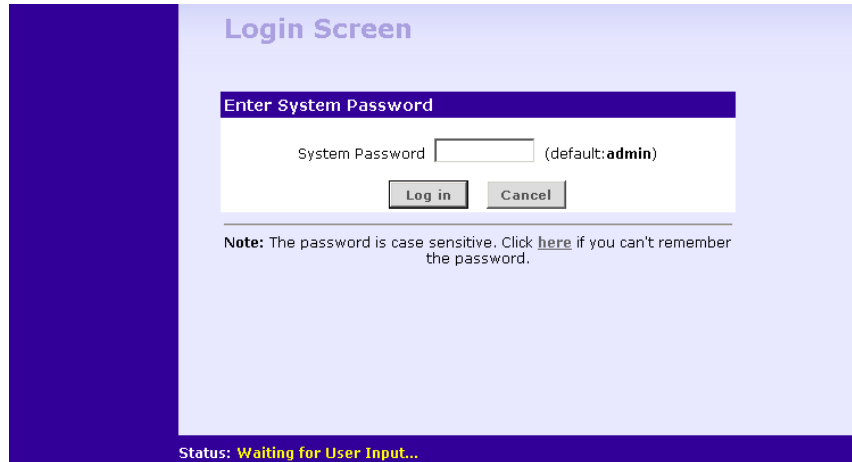 Login Screen
Enter System Password
System Password (default:admin)
Log in Cancel
Note: The password is case sensitive. Click here if you can't remember
the password.
Status: Waiting for User Input...